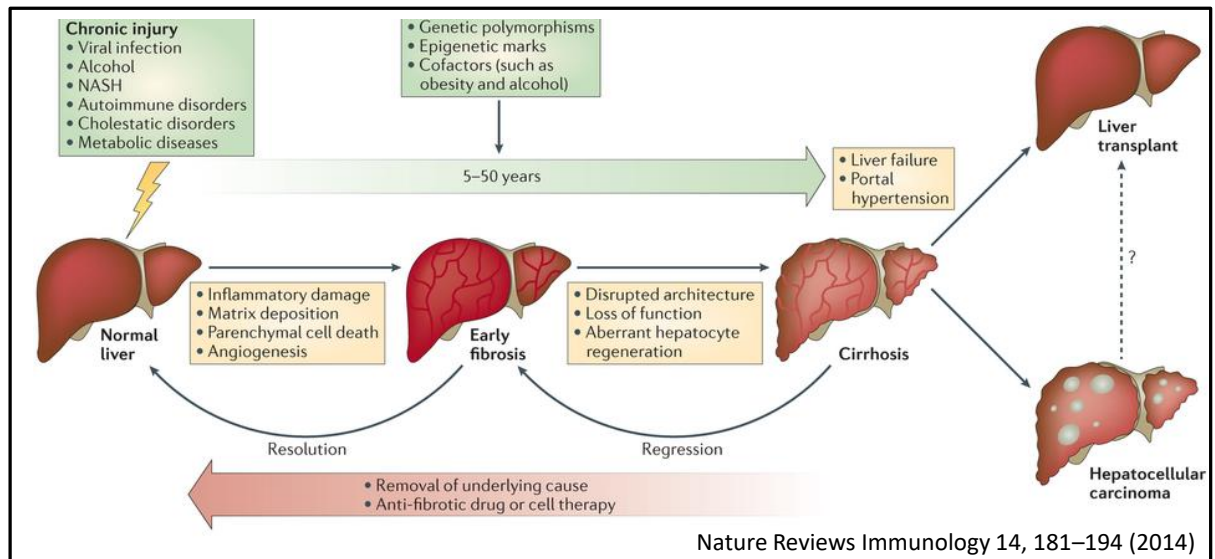 Chronic injury
• Viral infection
• Alcohol
• NASH
• Autoimmune disorders
• Cholestatic disorders
• Metabolic diseases
• Genetic polymorphisms
• Epigenetic marks
• Cofactors (such as
obesity and alcohol)
5–50 years
• Liver failure
• Portal
hypertension
Liver
transplant
Normal
liver
• Inflammatory damage
• Matrix deposition
• Parenchymal cell death
• Angiogenesis
Early
fibrosis
• Disrupted architecture
• Loss of function
• Aberrant hepatocyte
regeneration
Cirrhosis
?
Resolution
Regression
Hepatocellular
carcinoma
• Removal of underlying cause
• Anti-fibrotic drug or cell therapy
Nature Reviews Immunology 14, 181–194 (2014)